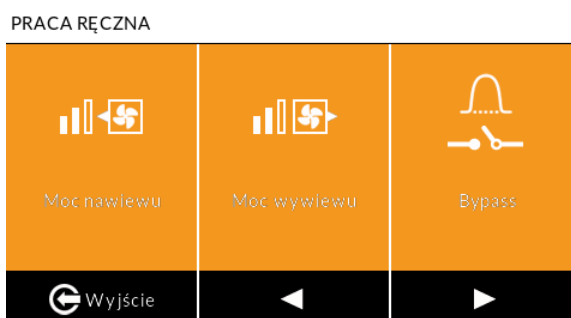 PRACA RĘCZNA
Moc nawiewu
Moc wywiewu
Bypass
Wyjście